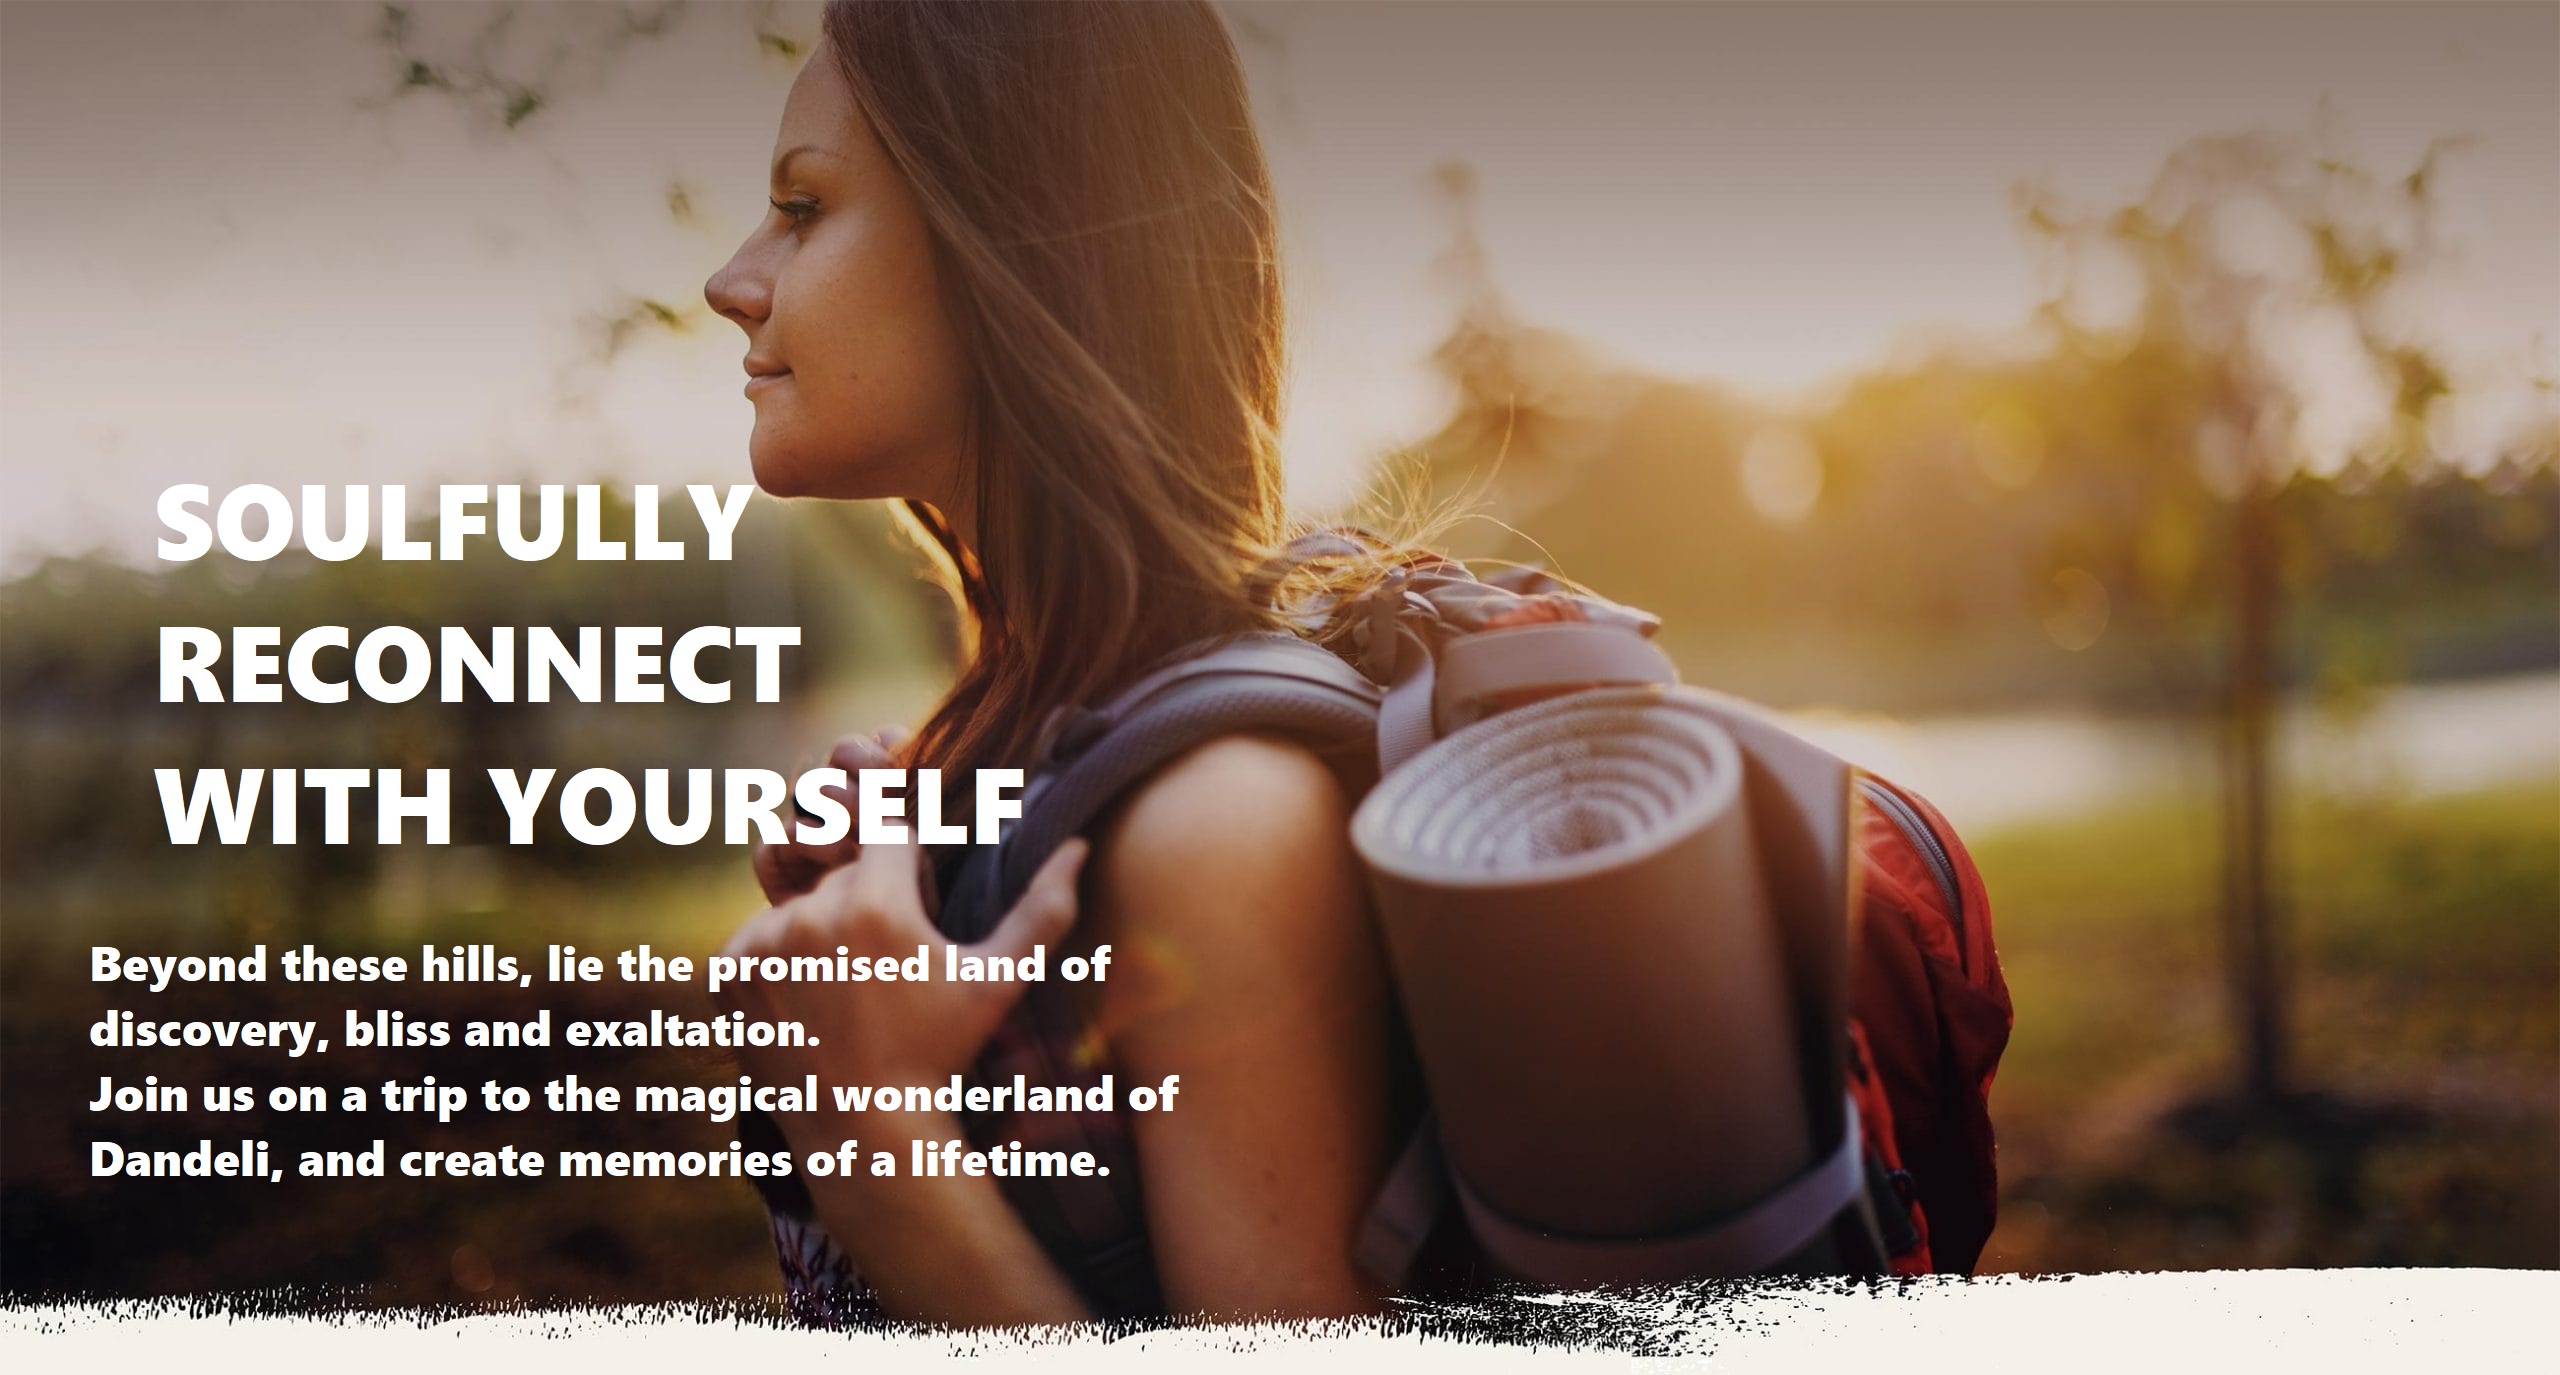 SOULFULLY
RECONNECT
WITH YOURSELF
Beyond these hills, lie the promised land of
discovery, bliss and exaltation.
Join us on a trip to the magical wonderland of
Dandeli, and create memories of a lifetime.